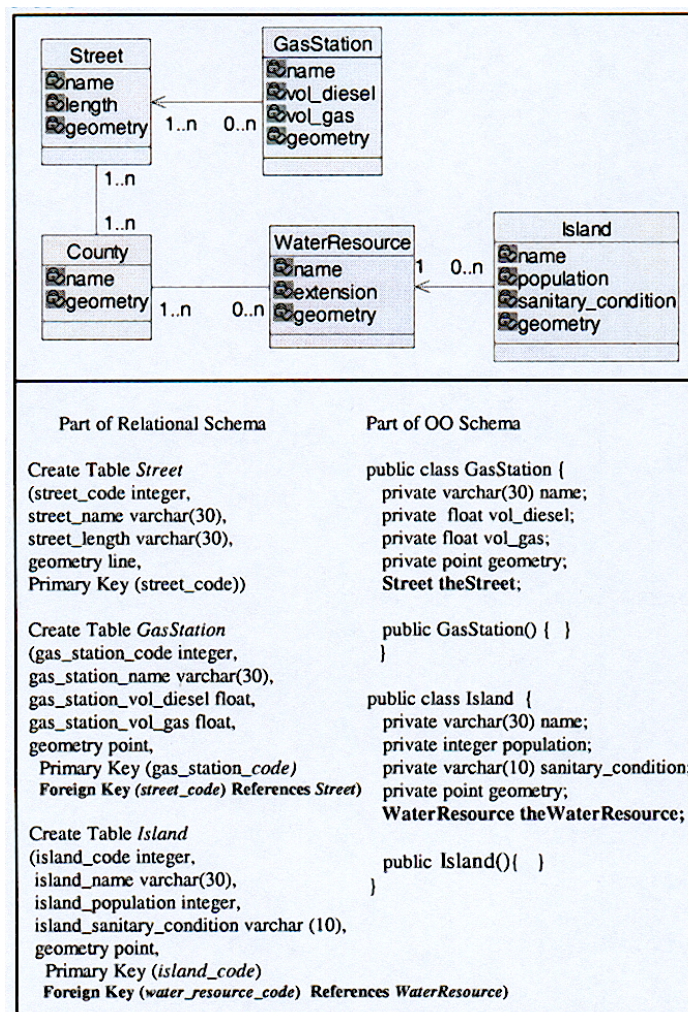 Street
name
length
geometry
GasStation
name
vol_diesel
vol_gas
geometry
1..n 0..n
1..n
1..n
County
name
geometry
1..n 0..n
WaterResource
name
extension
geometry
1 0..n
Island
name
population
sanitary_condition
geometry
Part of Relational Schema
Create Table Street
(street_code integer,
street_name varchar(30),
street_length varchar(30),
geometry line,
Primary Key (street_code))
Create Table GasStation
(gas_station_code integer,
gas_station_name varchar(30),
gas_station_vol_diesel float,
gas_station_vol_gas float,
geometry point,
Primary Key (gas_station_code)
Foreign Key (street_code) References Street)
Create Table Island
(island_code integer,
island_name varchar(30),
island_population integer,
island_sanitary_condition varchar (10),
geometry point,
Primary Key (island_code)
Foreign Key (water_resource_code) References WaterResource)
Part of OO Schema
public class GasStation {
private varchar(30) name;
private float vol_diesel;
private float vol_gas;
private point geometry;
Street theStreet;
public GasStation() { }
}
public class Island {
private varchar(30) name;
private integer population;
private varchar(10) sanitary_condition;
private point geometry;
WaterResource theWaterResource;
public Island(){ }
}